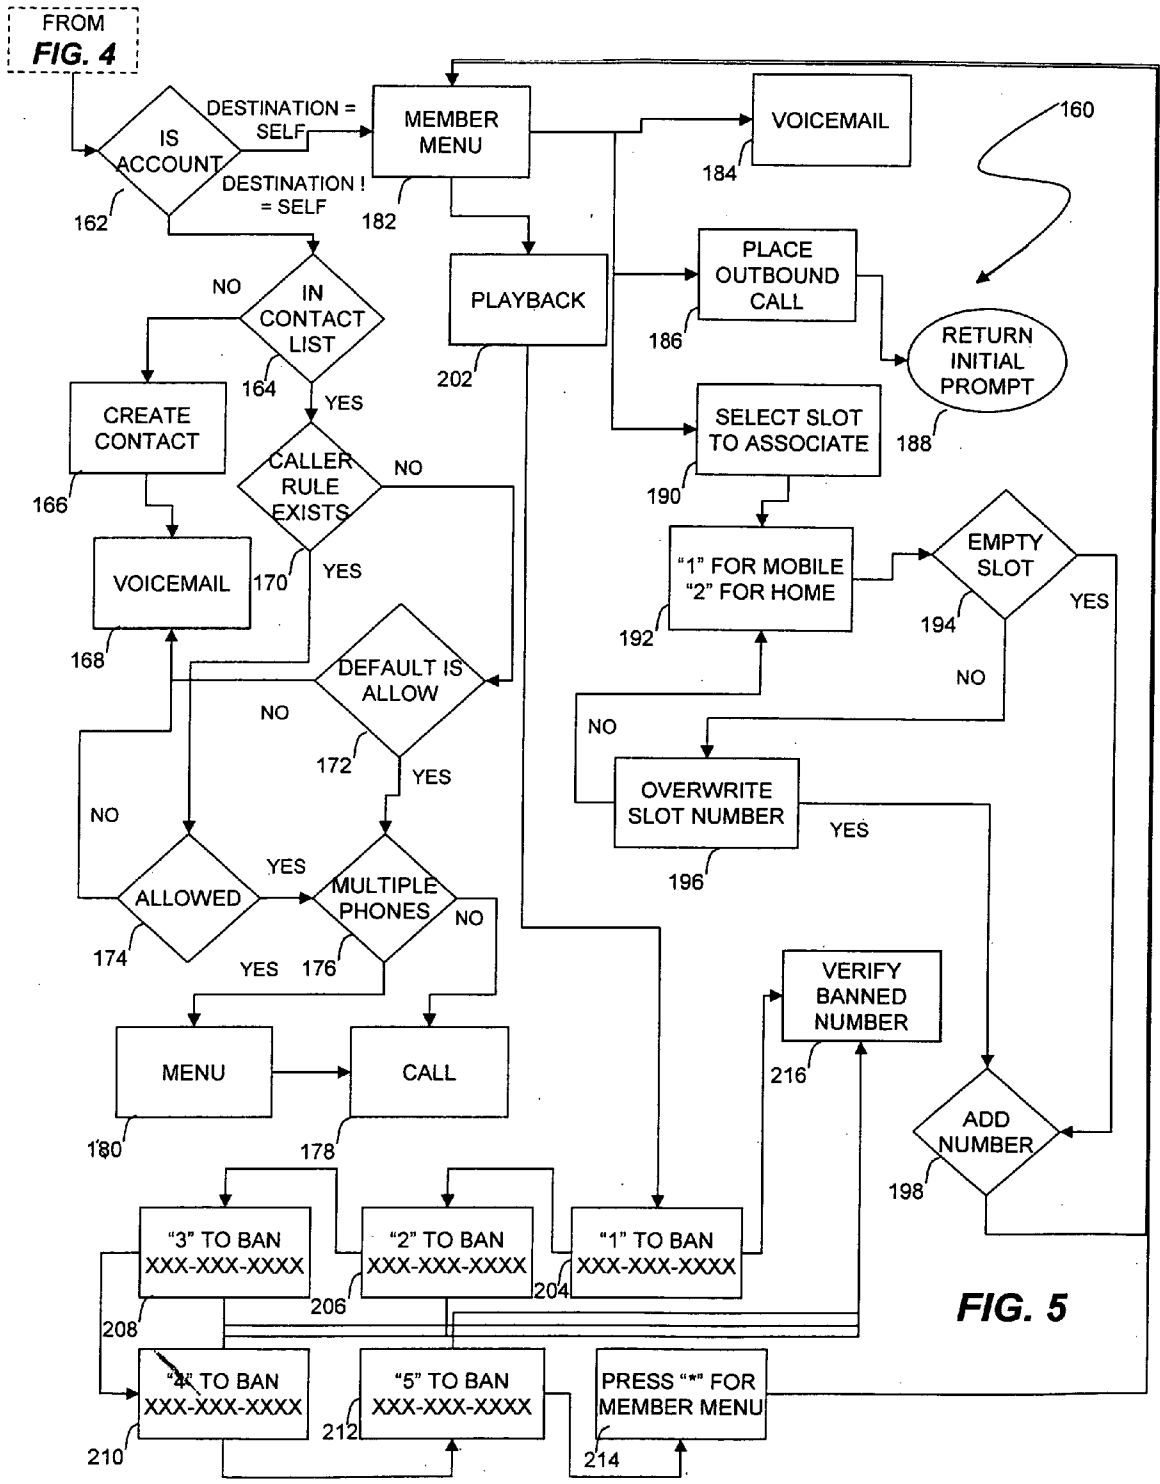 FROM
FIG. 4
IS
ACCOUNT
162
DESTINATION =
SELF
DESTINATION !
= SELF
MEMBER
MENU
182
VOICEMAIL
184
160
PLACE
OUTBOUND
CALL
186
RETURN
INITIAL
PROMPT
188
PLAYBACK
202
NO
IN
CONTACT
LIST
164
YES
CREATE
CONTACT
166
SELECT SLOT
TO ASSOCIATE
190
CALLER
RULE
EXISTS
170
NO
YES
VOICEMAIL
168
"1" FOR MOBILE
"2" FOR HOME
192
EMPTY
SLOT
194
YES
NO
DEFAULT IS
ALLOW
172
NO
YES
NO
OVERWRITE
SLOT NUMBER
196
YES
NO
ALLOWED
174
YES
MULTIPLE
PHONES
176
NO
YES
MENU
180
CALL
178
VERIFY
BANNED
NUMBER
216
ADD
NUMBER
198
"3" TO BAN
XXX-XXX-XXXX
208
"2" TO BAN
XXX-XXX-XXXX
206
"1" TO BAN
XXX-XXX-XXXX
204
FIG. 5
"4" TO BAN
XXX-XXX-XXXX
210
"5" TO BAN
XXX-XXX-XXXX
212
PRESS "*" FOR
MEMBER MENU
214